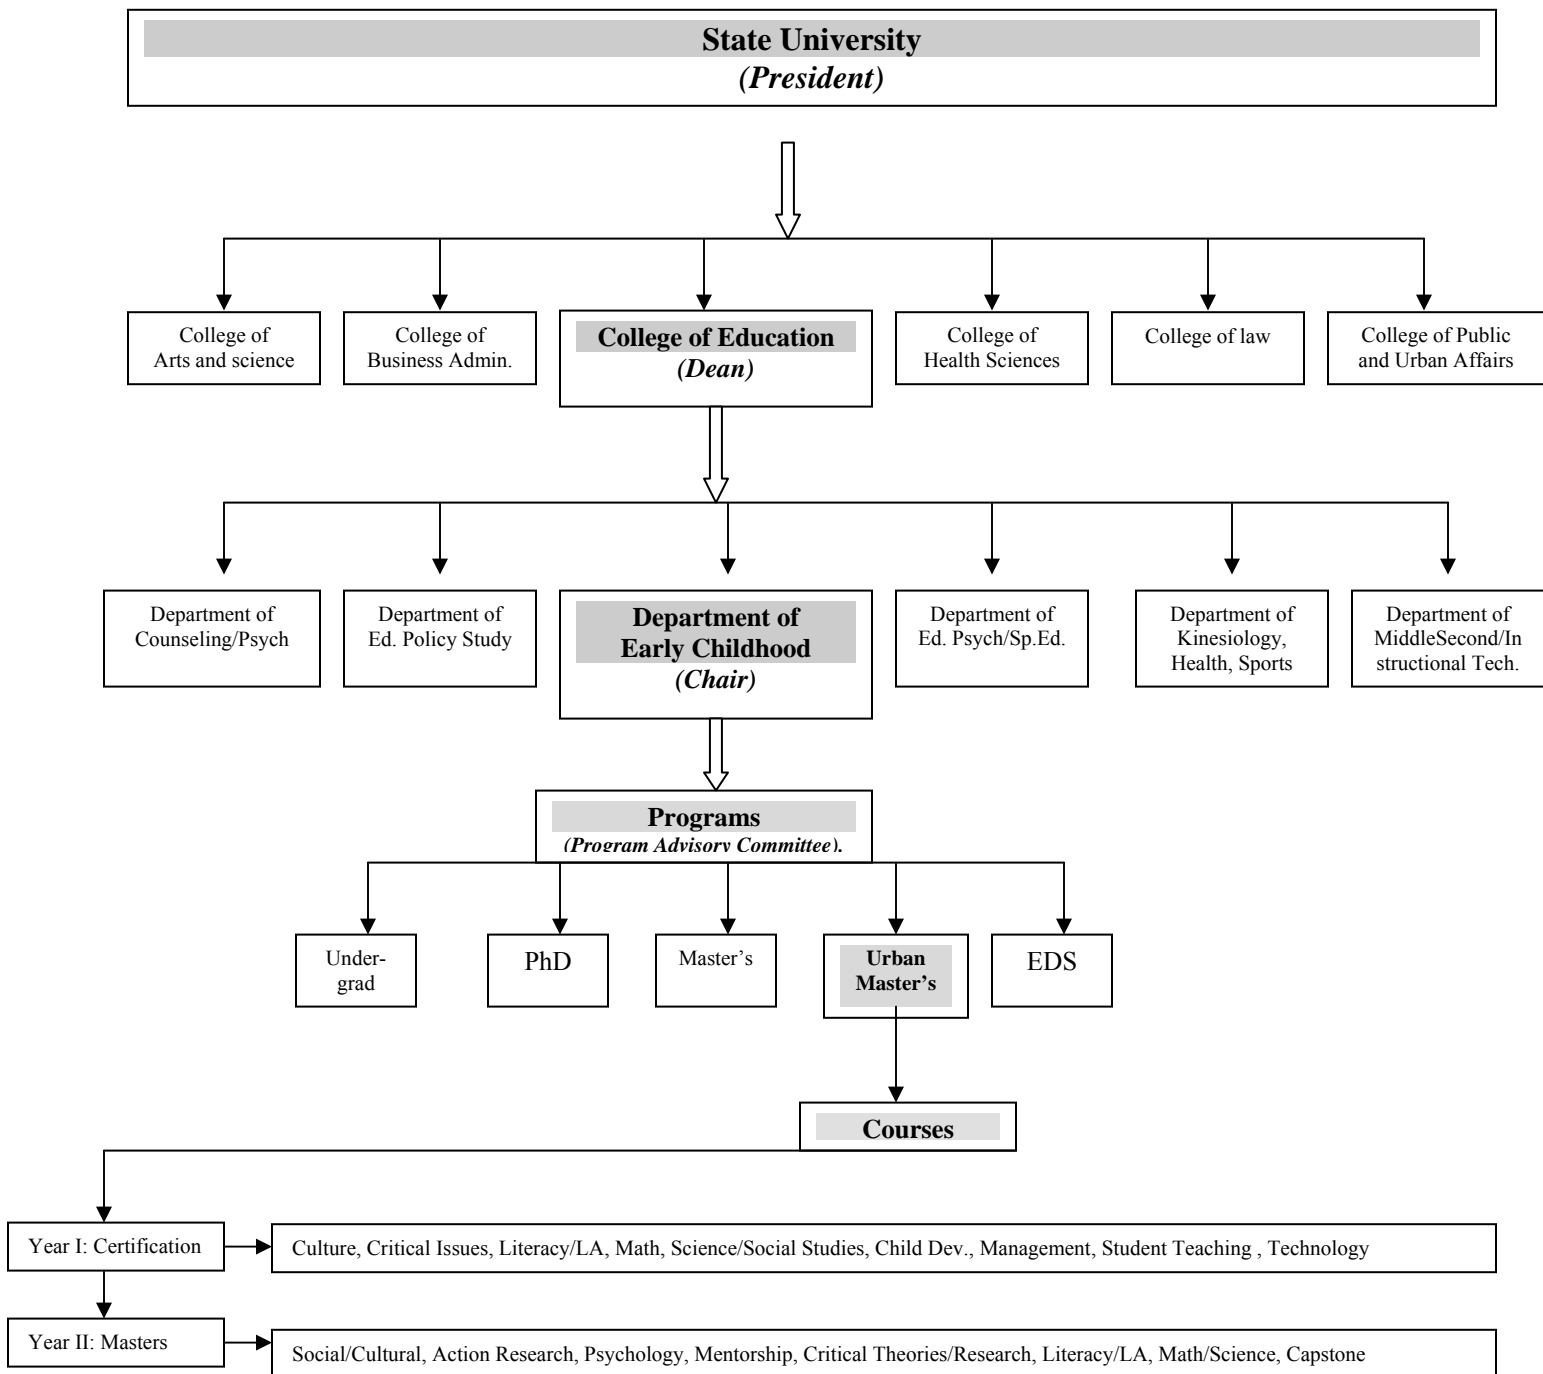 State University
(President)
College of
Arts and science
College of
Business Admin.
College of Education
(Dean)
College of
Health Sciences
College of law
College of Public
and Urban Affairs
Department of
Counseling/Psych
Department of
Ed. Policy Study
Department of
Early Childhood
(Chair)
Department of
Ed. Psych/Sp.Ed.
Department of
Kinesiology,
Health, Sports
Department of
MiddleSecond/In
structional Tech.
Programs
(Program Advisory Committee).
Under-
grad
PhD
Master's
Urban
Master's
EDS
Courses
Year I: Certification
Culture, Critical Issues, Literacy/LA, Math, Science/Social Studies, Child Dev., Management, Student Teaching , Technology
Year II: Masters
Social/Cultural, Action Research, Psychology, Mentorship, Critical Theories/Research, Literacy/LA, Math/Science, Capstone